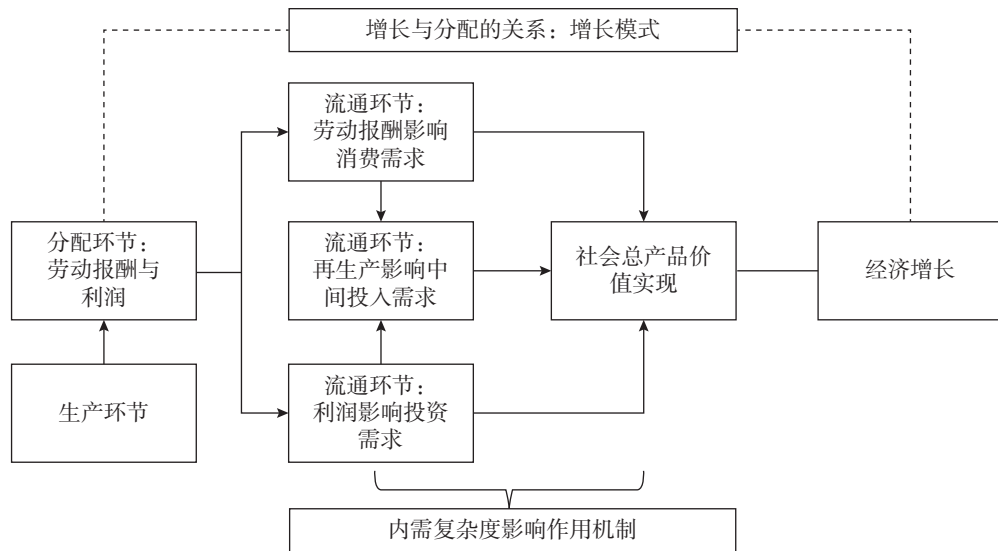 增长与分配的关系：增长模式
流通环节：
劳动报酬影响
消费需求
分配环节：
劳动报酬与
利润
流通环节：
再生产影响中
间投入需求
社会总产品价
值实现
经济增长
生产环节
流通环节：
利润影响投资
需求
内需复杂度影响作用机制